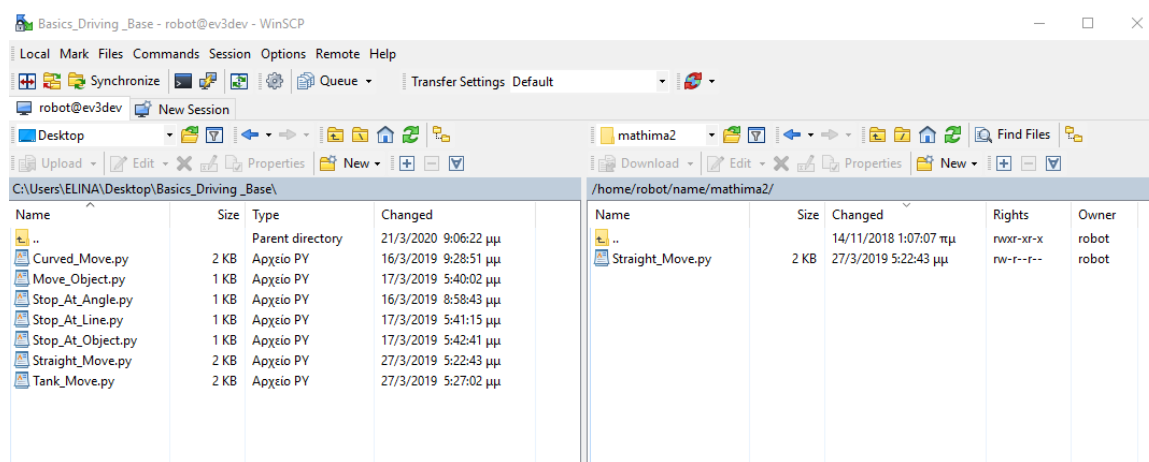 Basics_Driving _Base - robot@ev3dev - WinSCP
Local Mark Files Commands Session Options Remote Help
Synchronize Queue Transfer Settings Default
robot@ev3dev New Session
Desktop mathima2 Find Files
Upload Edit Properties New Download Edit Properties New
C:\Users\ELINA\Desktop\Basics_Driving _Base\ /home/robot/name/mathima2/
Name Size Type Changed Name Size Changed Rights Owner
.. Parent directory 21/3/2020 9:06:22 μμ .. 14/11/2018 1:07:07 πμ rwxr-xr-x robot
Curved_Move.py 2 KB Αρχείο PY 16/3/2019 9:28:51 μμ Straight_Move.py 2 KB 27/3/2019 5:22:43 μμ rw-r--r-- robot
Move_Object.py 1 KB Αρχείο PY 17/3/2019 5:40:02 μμ
Stop_At_Angle.py 1 KB Αρχείο PY 16/3/2019 8:58:43 μμ
Stop_At_Line.py 1 KB Αρχείο PY 17/3/2019 5:41:15 μμ
Stop_At_Object.py 1 KB Αρχείο PY 17/3/2019 5:42:41 μμ
Straight_Move.py 2 KB Αρχείο PY 27/3/2019 5:22:43 μμ
Tank_Move.py 2 KB Αρχείο PY 27/3/2019 5:27:02 μμ